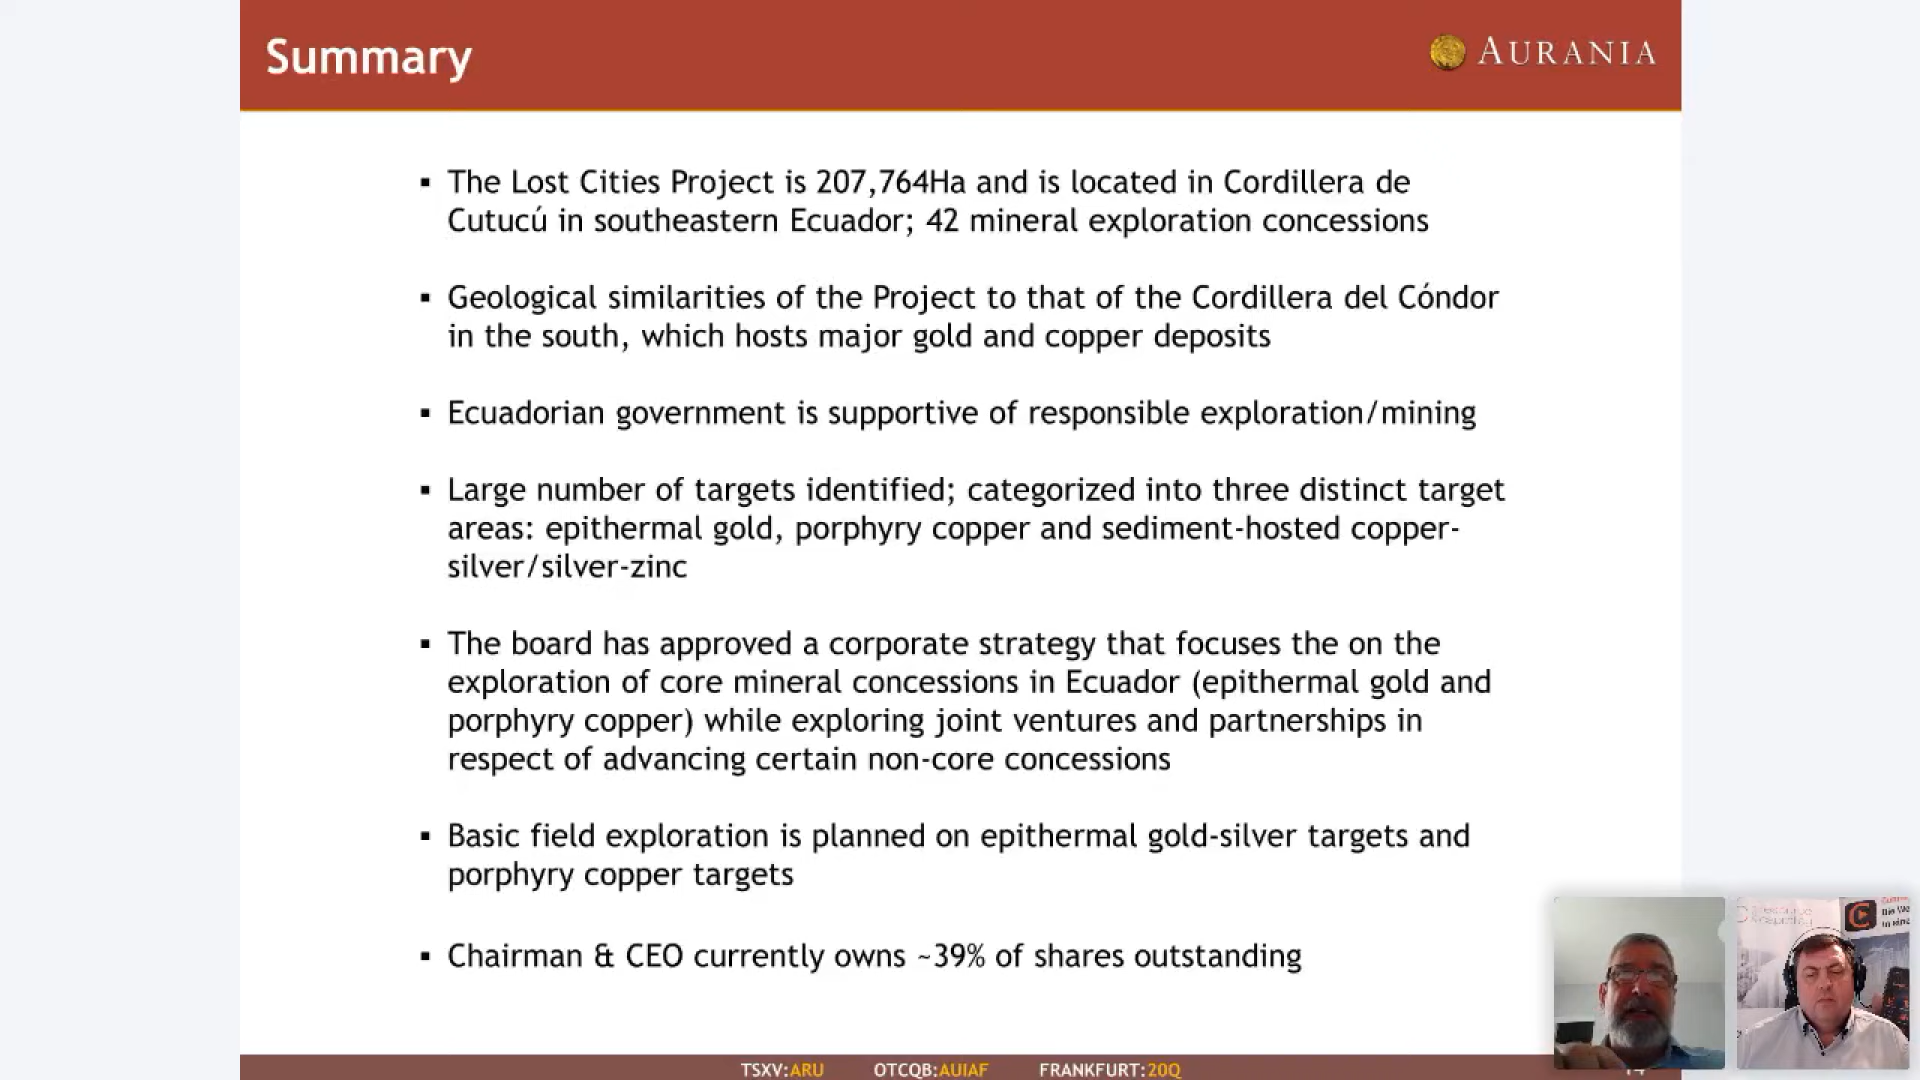 Summary
AURANIA
▪ The Lost Cities Project is 207,764Ha and is located in Cordillera de
Cutucú in southeastern Ecuador; 42 mineral exploration concessions
▪ Geological similarities of the Project to that of the Cordillera del Cóndor
in the south, which hosts major gold and copper deposits
▪ Ecuadorian government is supportive of responsible exploration/mining
▪ Large number of targets identified; categorized into three distinct target
areas: epithermal gold, porphyry copper and sediment-hosted copper-
silver/silver-zinc
▪ The board has approved a corporate strategy that focuses the on the
exploration of core mineral concessions in Ecuador (epithermal gold and
porphyry copper) while exploring joint ventures and partnerships in
respect of advancing certain non-core concessions
▪ Basic field exploration is planned on epithermal gold-silver targets and
porphyry copper targets
▪ Chairman & CEO currently owns ~39% of shares outstanding
Die We
in eine
TSXV:ARU OTCQB:AUIAF FRANKFURT:20Q